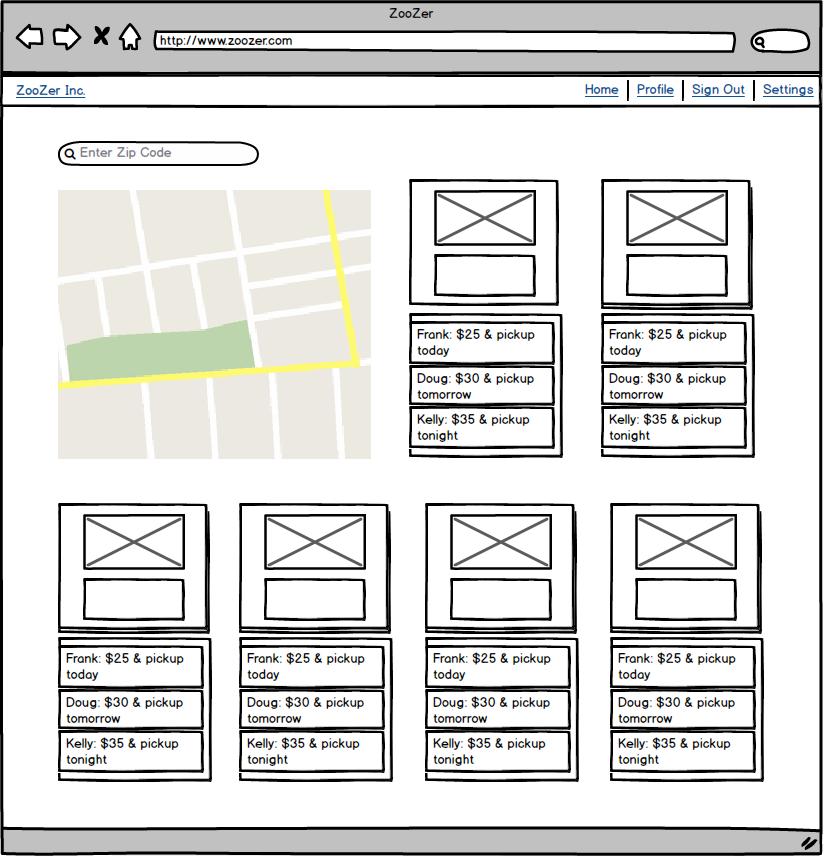 ZooZer
http://www.zoozer.com
ZooZer Inc.
Home
Profile
Sign Out
Settings
Enter Zip Code
Frank: $25 & pickup
today
Doug: $30 & pickup
tomorrow
Kelly: $35 & pickup
tonight
Frank: $25 & pickup
today
Doug: $30 & pickup
tomorrow
Kelly: $35 & pickup
tonight
Frank: $25 & pickup
today
Doug: $30 & pickup
tomorrow
Kelly: $35 & pickup
tonight
Frank: $25 & pickup
today
Doug: $30 & pickup
tomorrow
Kelly: $35 & pickup
tonight
Frank: $25 & pickup
today
Doug: $30 & pickup
tomorrow
Kelly: $35 & pickup
tonight
Frank: $25 & pickup
today
Doug: $30 & pickup
tomorrow
Kelly: $35 & pickup
tonight